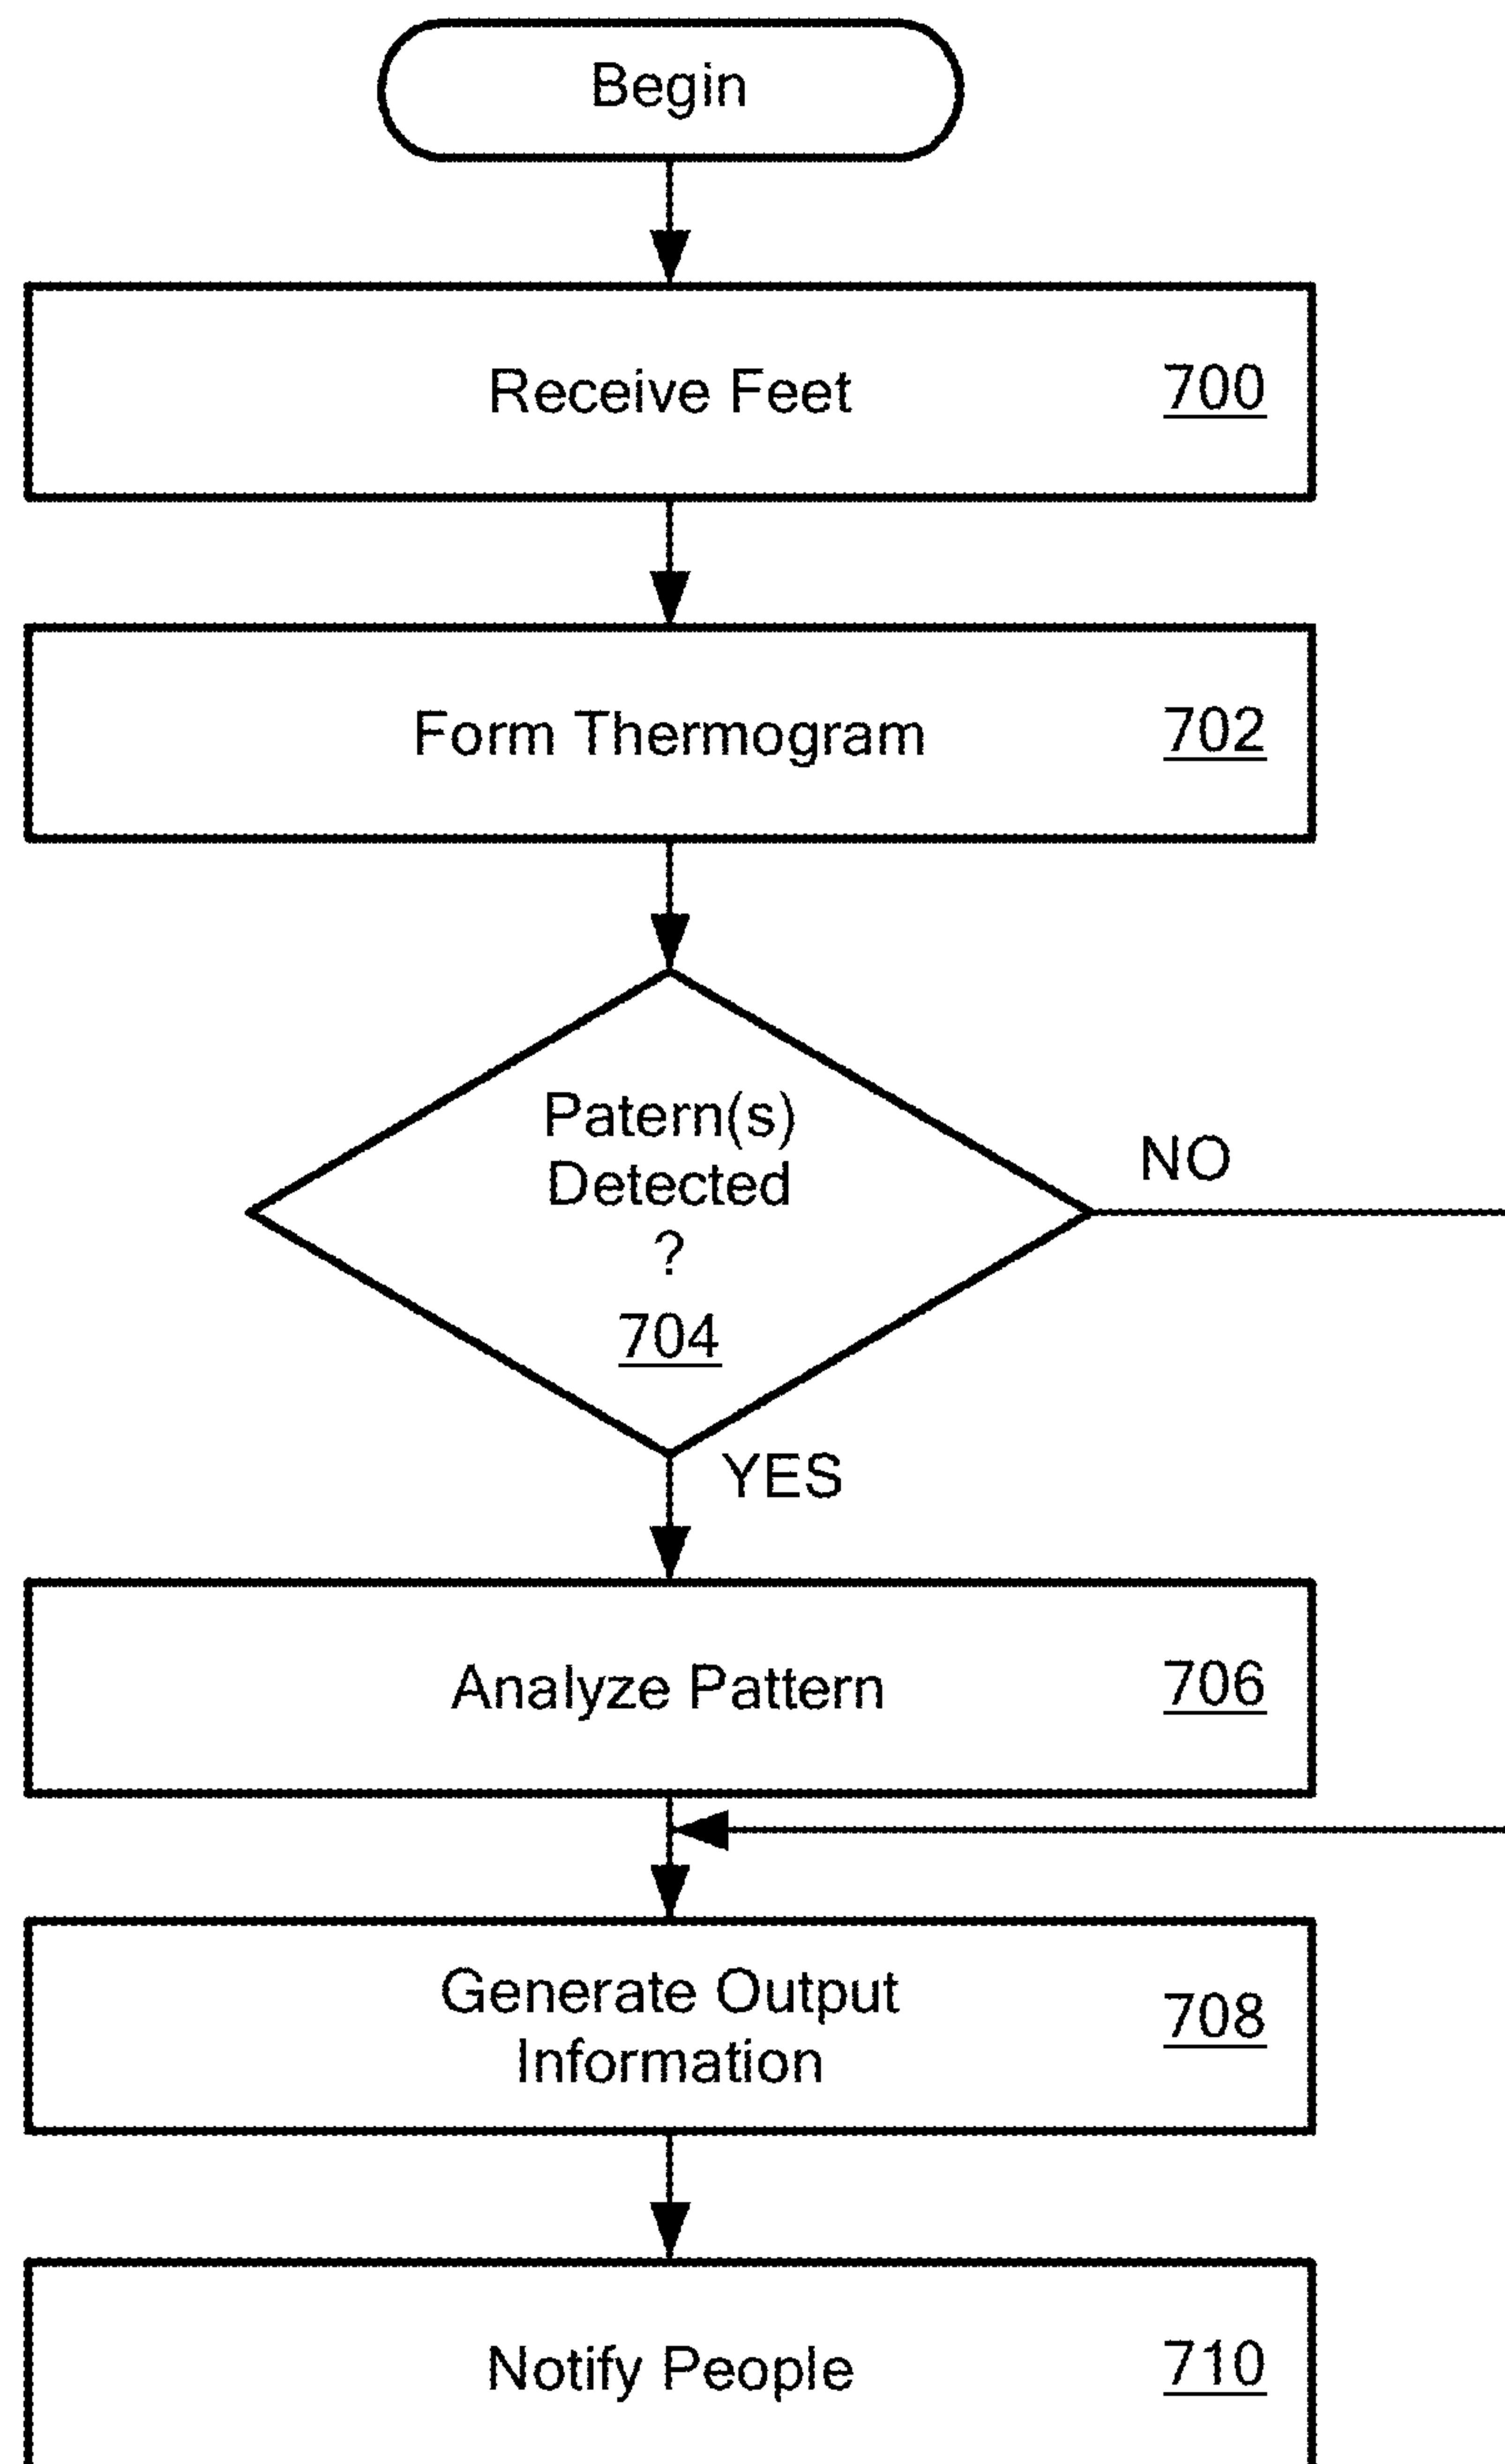 Begin
Receive Feet 700
Form Thermogram 702
Patern(s)
Detected
?
704
NO
YES
Analyze Pattern 706
Generate Output
Information
708
Notify People 710